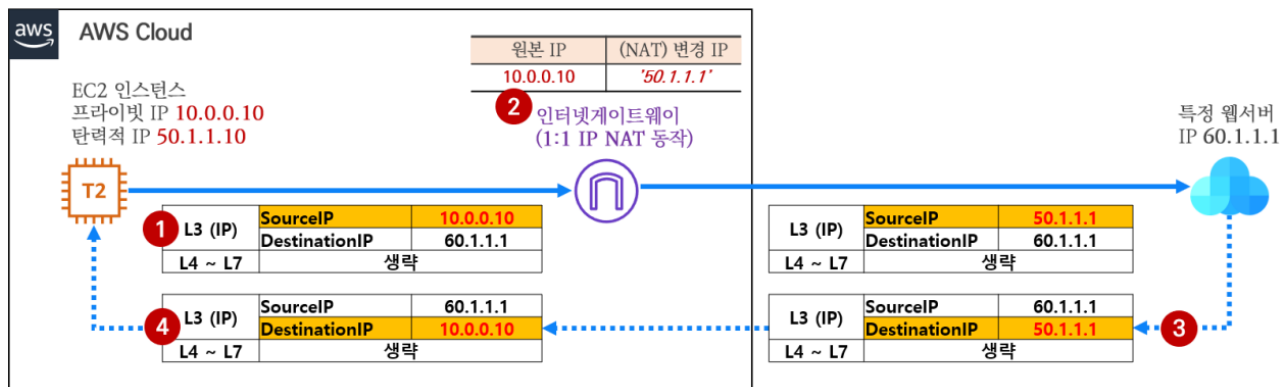 aws
AWS Cloud
원본 IP (NAT) 변경 IP
10.0.0.10 '50.1.1.1'
EC2 인스턴스
프라이빗 IP 10.0.0.10
탄력적 IP 50.1.1.10
2
인터넷게이트웨이
(1:1 IP NAT 동작)
특정 웹서버
IP 60.1.1.1
T2
1
L3 (IP) SourceIP 10.0.0.10
DestinationIP 60.1.1.1
L4 ~ L7 생략
L3 (IP) SourceIP 50.1.1.1
DestinationIP 60.1.1.1
L4 ~ L7 생략
4
L3 (IP) SourceIP 60.1.1.1
DestinationIP 10.0.0.10
L4 ~ L7 생략
L3 (IP) SourceIP 60.1.1.1
DestinationIP 50.1.1.1
L4 ~ L7 생략
3